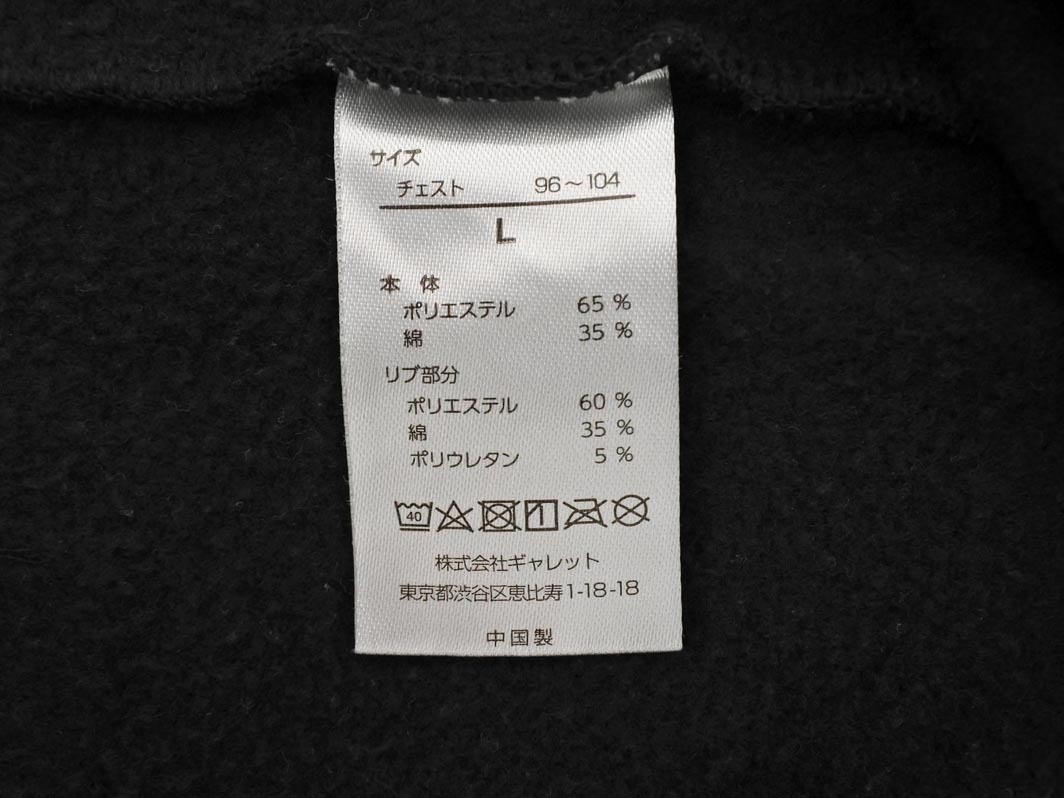 サイズ
チェスト 96～104
L
本 体
ポリエステル 65 %
綿 35 %
リブ部分
ポリエステル 60 %
綿 35 %
ポリウレタン 5 %
40
株式会社ギャレット
東京都渋谷区恵比寿1-18-18
中国製